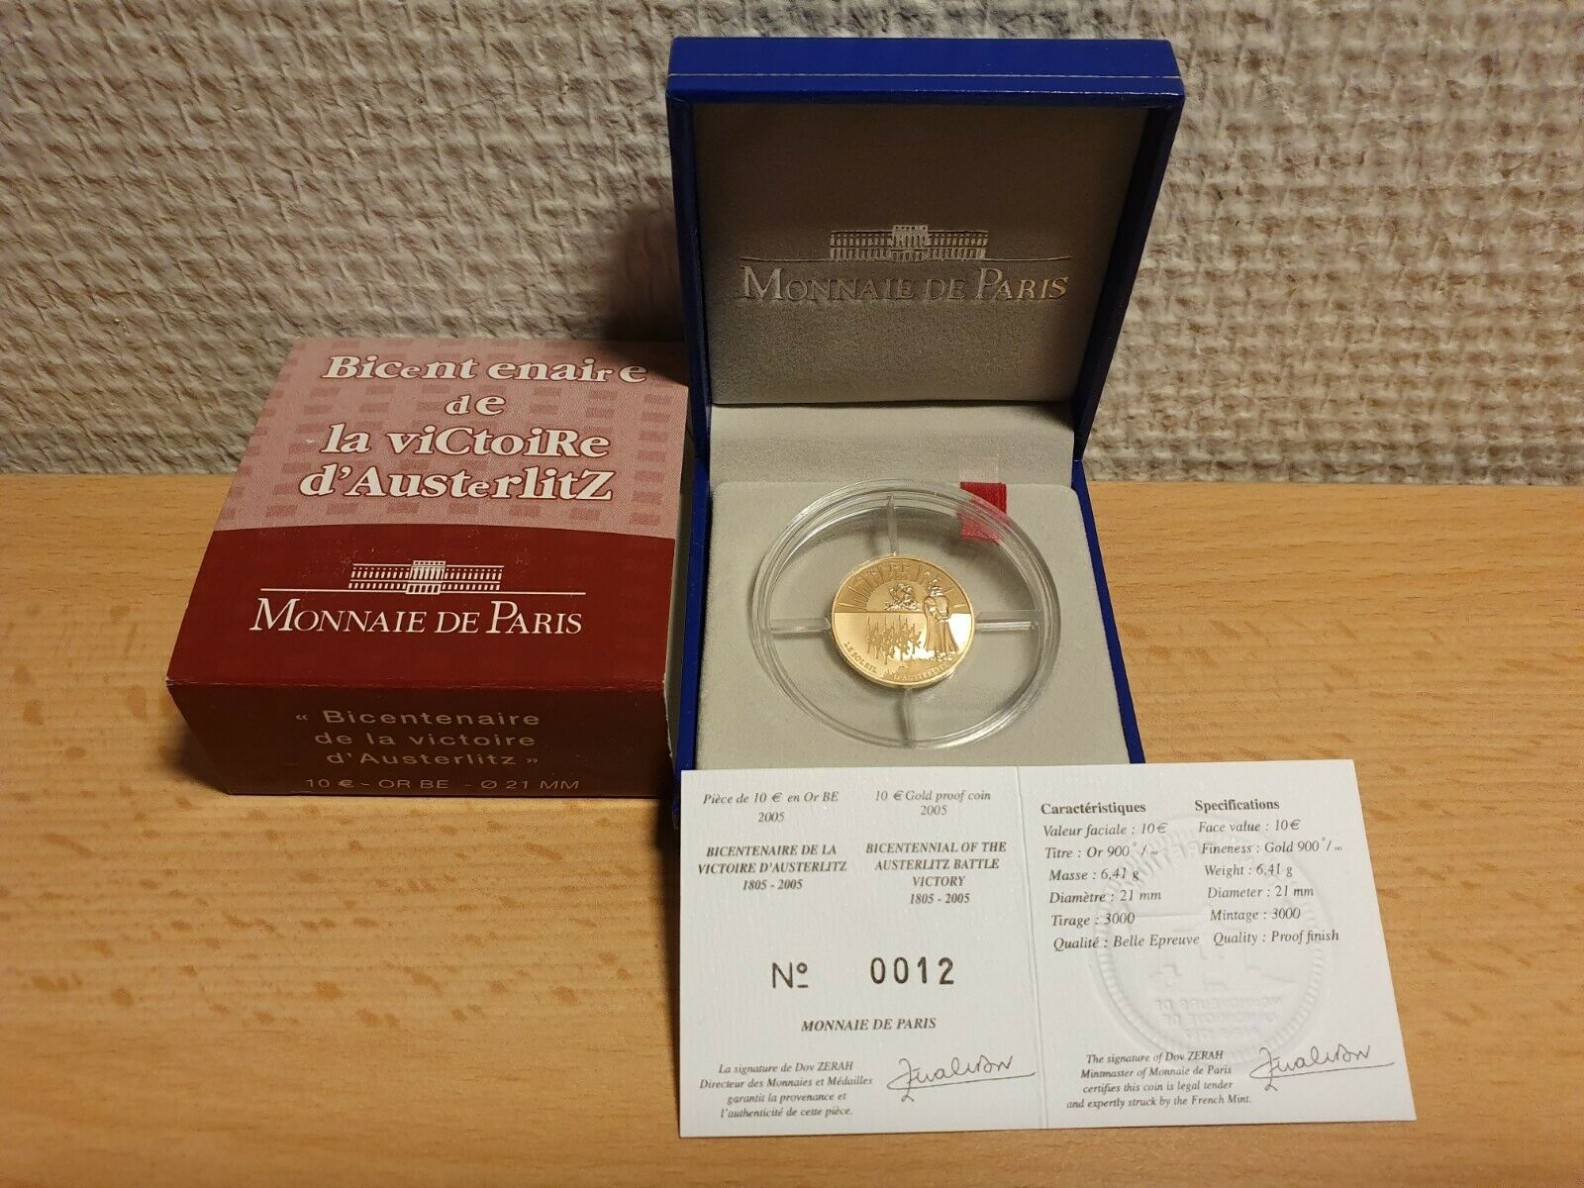 MONNAIE DE PARIS
Bicentenaire
de
la viCtoiRe
d'AusterlitZ
MONNAIE DE PARIS
« Bicentenaire
de la victoire
d'Austerlitz »
10 € - OR BE - Ø 21 MM
RF
LE SOLEIL D'AUSTERLITZ
Pièce de 10 € en Or BE
2005
BICENTENAIRE DE LA
VICTOIRE D'AUSTERLITZ
1805 - 2005
10 € Gold proof coin
2005
BICENTENNIAL OF THE
AUSTERLITZ BATTLE
VICTORY
1805 - 2005
Nº 0012
MONNAIE DE PARIS
La signature de Dov ZERAH
Directeur des Monnaies et Médailles
garantit la provenance et
l'authenticité de cette pièce.
Caractéristiques
Valeur faciale : 10 €
Titre : Or 900°/∞
Masse : 6,41 g
Diamètre : 21 mm
Tirage : 3000
Qualité : Belle Epreuve
Specifications
Face value : 10 €
Fineness : Gold 900°/∞
Weight : 6,41 g
Diameter : 21 mm
Mintage : 3000
Quality : Proof finish
The signature of Dov ZERAH
Mintmaster of Monnaie de Paris
certifies this coin is legal tender
and expertly struck by the French Mint.